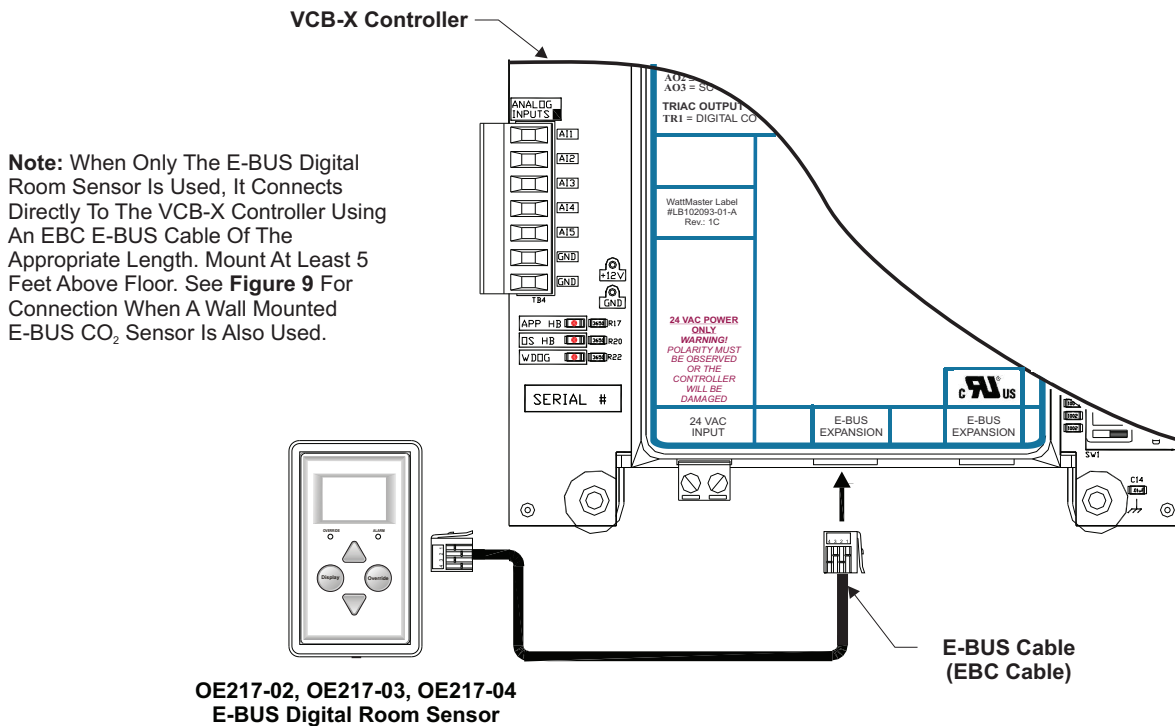 VCB-X Controller
AO3 = SO
TRIAC OUTPUT
TR1 = DIGITAL CO
ANALOG
INPUTS
AI1
AI2
AI3
AI4
AI5
GND
GND
TB4
+12V
GND
Note: When Only The E-BUS Digital
Room Sensor Is Used, It Connects
Directly To The VCB-X Controller Using
An EBC E-BUS Cable Of The
Appropriate Length. Mount At Least 5
Feet Above Floor. See Figure 9 For
Connection When A Wall Mounted
E-BUS CO₂ Sensor Is Also Used.
WattMaster Label
#LB102093-01-A
Rev.: 1C
APP HB R17
OS HB R20
WDOG R22
SERIAL #
24 VAC POWER
ONLY
WARNING!
POLARITY MUST
BE OBSERVED
OR THE
CONTROLLER
WILL BE
DAMAGED
C US
24 VAC
INPUT
E-BUS
EXPANSION
E-BUS
EXPANSION
SW1
C14
OVERRIDE
ALARM
Display
Override
4 3 2 1
E-BUS Cable
(EBC Cable)
OE217-02, OE217-03, OE217-04
E-BUS Digital Room Sensor